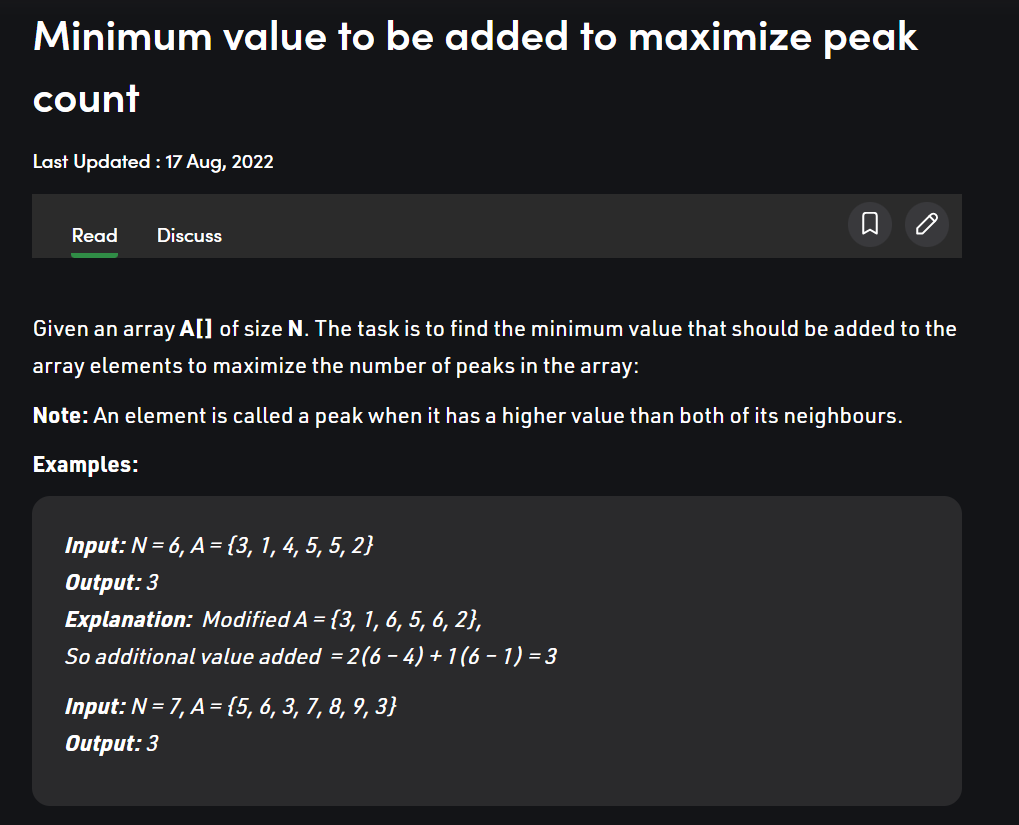 Minimum value to be added to maximize peak
count
Last Updated : 17 Aug, 2022
Read Discuss
Given an array A[] of size N. The task is to find the minimum value that should be added to the
array elements to maximize the number of peaks in the array:
Note: An element is called a peak when it has a higher value than both of its neighbours.
Examples:
Input: N = 6, A = {3, 1, 4, 5, 5, 2}
Output: 3
Explanation: Modified A = {3, 1, 6, 5, 6, 2},
So additional value added = 2(6 – 4) + 1(6 – 1) = 3
Input: N = 7, A = {5, 6, 3, 7, 8, 9, 3}
Output: 3